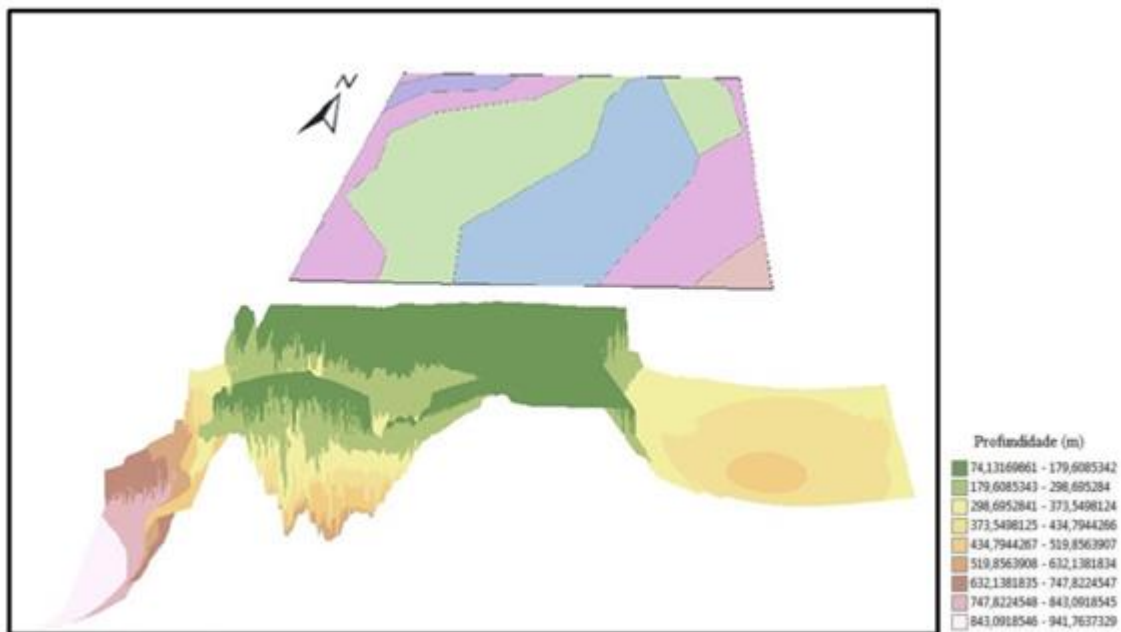 N
Profundidade (m)
74,13169861 - 179,6085342
179,6085343 - 298,695284
298,6952841 - 373,5498124
373,5498125 - 434,7944266
434,7944267 - 519,8563907
519,8563908 - 632,1381834
632,1381835 - 747,8224547
747,8224548 - 843,0918545
843,0918546 - 941,7637329